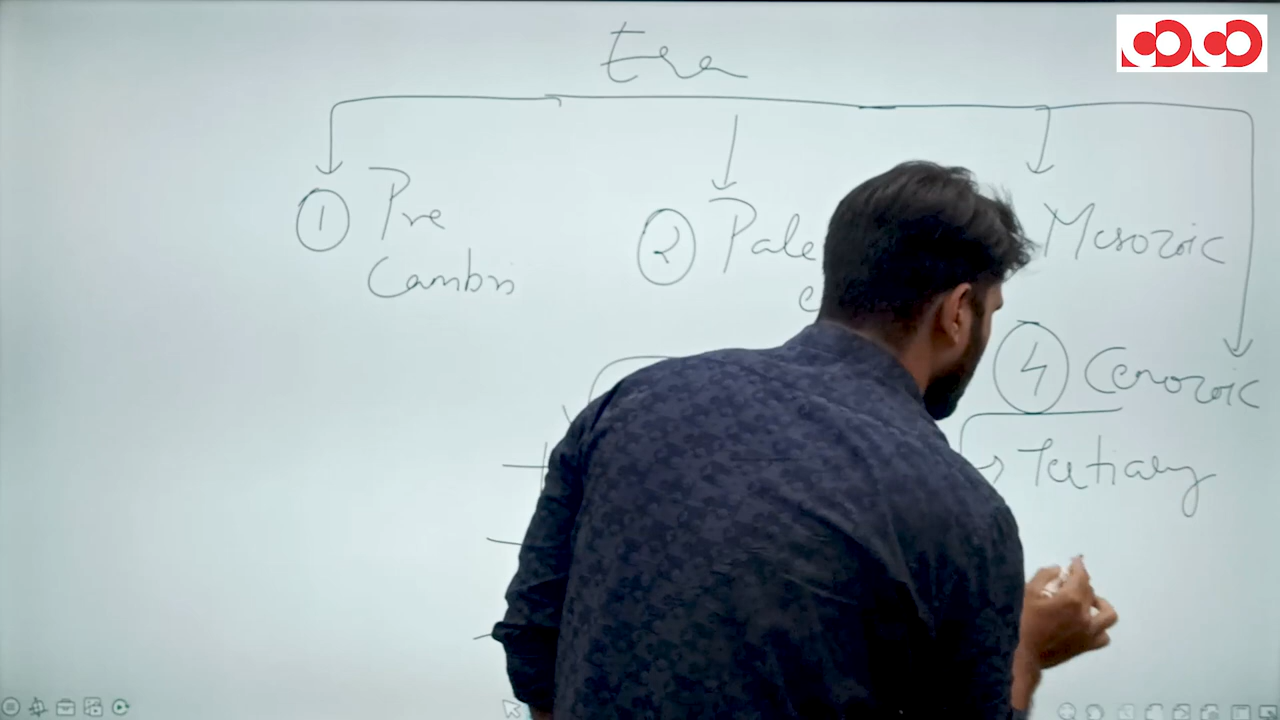 Era
① Pre
Cambri
② Pale
Mesozoic
④ Cenozoic
Tertiary